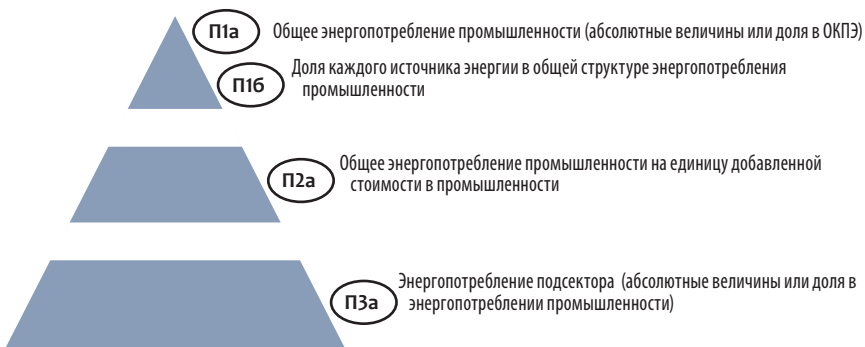 П1а Общее энергопотребление промышленности (абсолютные величины или доля в ОКПЭ)
П1б Доля каждого источника энергии в общей структуре энергопотребления
промышленности
П2а Общее энергопотребление промышленности на единицу добавленной
стоимости в промышленности
П3а Энергопотребление подсектора (абсолютные величины или доля в
энергопотреблении промышленности)